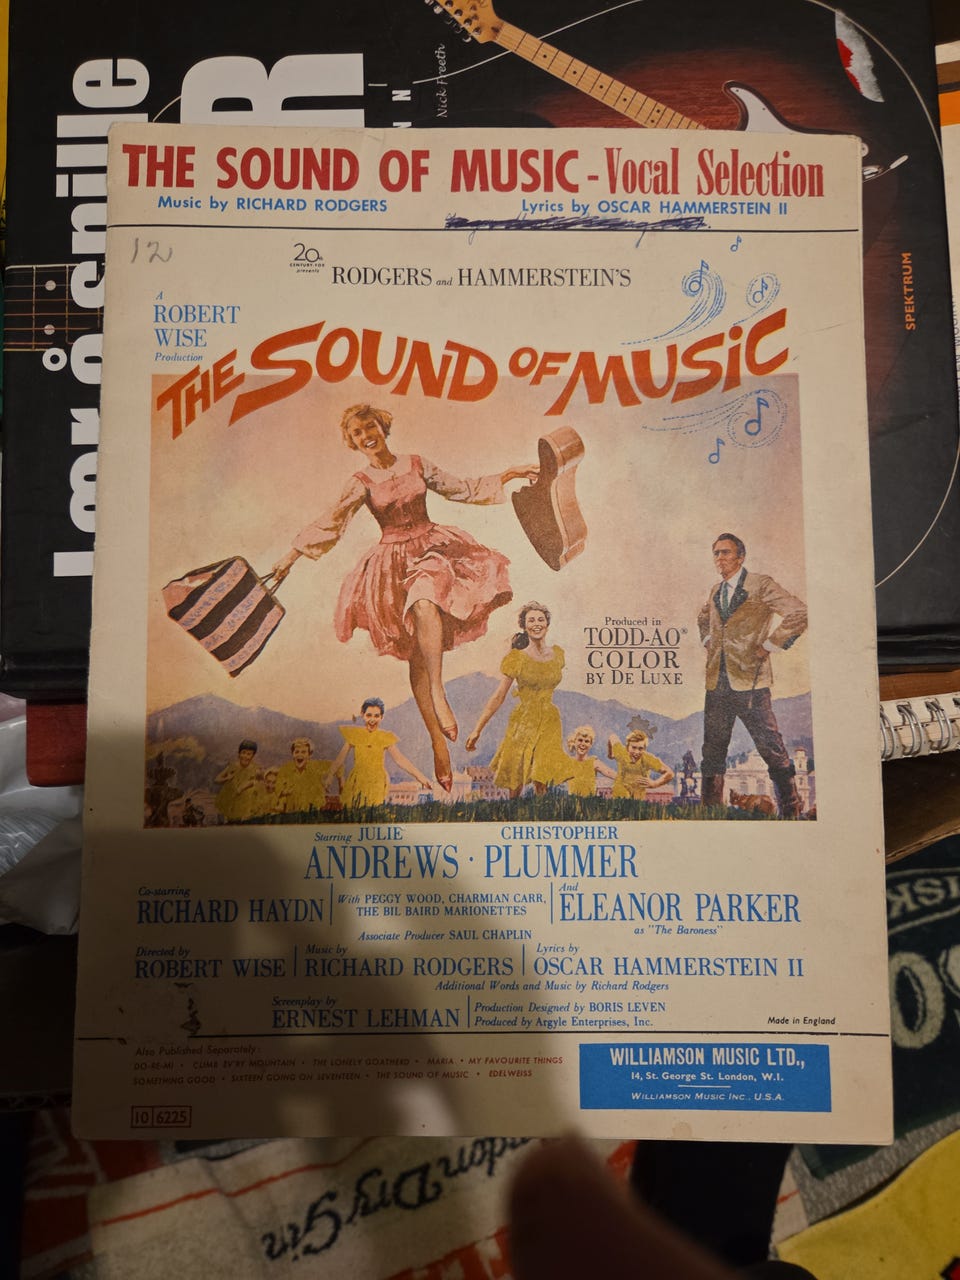 Lær å spille
R
N
Nick Freeth
SPEKTRUM
THE SOUND OF MUSIC - Vocal Selection
Music by RICHARD RODGERS Lyrics by OSCAR HAMMERSTEIN II
12
20th
CENTURY-FOX
presents
RODGERS and HAMMERSTEIN'S
A
ROBERT
WISE
Production
THE SOUND OF MUSIC
Produced in
TODD-AO®
COLOR
BY DE LUXE
Starring JULIE ANDREWS · CHRISTOPHER PLUMMER
Co-starring
RICHARD HAYDN
With PEGGY WOOD, CHARMIAN CARR,
THE BIL BAIRD MARIONETTES
And
ELEANOR PARKER
as "The Baroness"
Associate Producer SAUL CHAPLIN
Directed by
ROBERT WISE
Music by
RICHARD RODGERS
Lyrics by
OSCAR HAMMERSTEIN II
Additional Words and Music by Richard Rodgers
Screenplay by
ERNEST LEHMAN
Production Designed by BORIS LEVEN
Produced by Argyle Enterprises, Inc.
Made in England
Also Published Separately:
DO-RE-MI • CLIMB EV'RY MOUNTAIN • THE LONELY GOATHERD • MARIA • MY FAVOURITE THINGS
SOMETHING GOOD • SIXTEEN GOING ON SEVENTEEN • THE SOUND OF MUSIC • EDELWEISS
WILLIAMSON MUSIC LTD.,
14, St. George St. London, W.1.
WILLIAMSON MUSIC INC., U.S.A.
10 6225
London Dry Gin